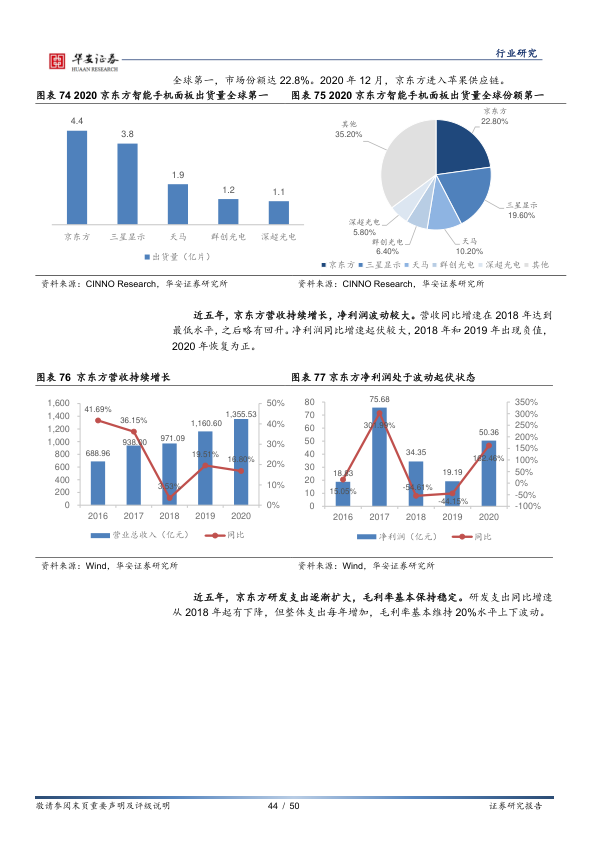 华安证券
HUAAN RESEARCH
行业研究
全球第一，市场份额达 22.8%。2020 年 12 月，京东方进入苹果供应链。
图表 74 2020 京东方智能手机面板出货量全球第一
4.4
3.8
1.9
1.2
1.1
京东方 三星显示 天马 群创光电 深超光电
出货量（亿片）
资料来源：CINNO Research，华安证券研究所
图表 75 2020 京东方智能手机面板出货量全球份额第一
京东方
22.80%
其他
35.20%
三星显示
19.60%
深超光电
5.80%
群创光电
6.40%
天马
10.20%
京东方 三星显示 天马 群创光电 深超光电 其他
资料来源：CINNO Research，华安证券研究所
近五年，京东方营收持续增长，净利润波动较大。营收同比增速在 2018 年达到
最低水平，之后略有回升。净利润同比增速起伏较大，2018 年和 2019 年出现负值，
2020 年恢复为正。
图表 76 京东方营收持续增长
1,600
1,400
1,200
1,000
800
600
400
200
0
41.69%
36.15%
3.53%
19.51%
16.80%
688.96
938.00
971.09
1,160.60
1,355.53
50%
40%
30%
20%
10%
0%
2016 2017 2018 2019 2020
营业总收入（亿元） 同比
资料来源：Wind，华安证券研究所
图表 77 京东方净利润处于波动起伏状态
80
70
60
50
40
30
20
10
0
18.83
75.68
34.35
19.19
50.36
15.05%
301.99%
-54.61%
-44.15%
162.46%
350%
300%
250%
200%
150%
100%
50%
0%
-50%
-100%
2016 2017 2018 2019 2020
净利润（亿元） 同比
资料来源：Wind，华安证券研究所
近五年，京东方研发支出逐渐扩大，毛利率基本保持稳定。研发支出同比增速
从 2018 年起有下降，但整体支出每年增加，毛利率基本维持 20%水平上下波动。
敬请参阅末页重要声明及评级说明
44 / 50
证券研究报告